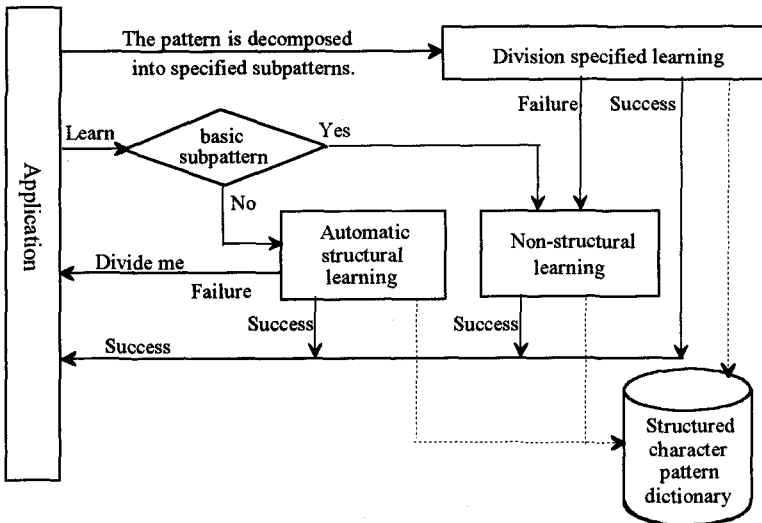 The pattern is decomposed
into specified subpatterns.
Division specified learning
Failure
Success
Learn
basic
subpattern
Yes
Application
No
Automatic
structural
learning
Non-structural
learning
Divide me
Failure
Success
Success
Success
Structured
character
pattern
dictionary